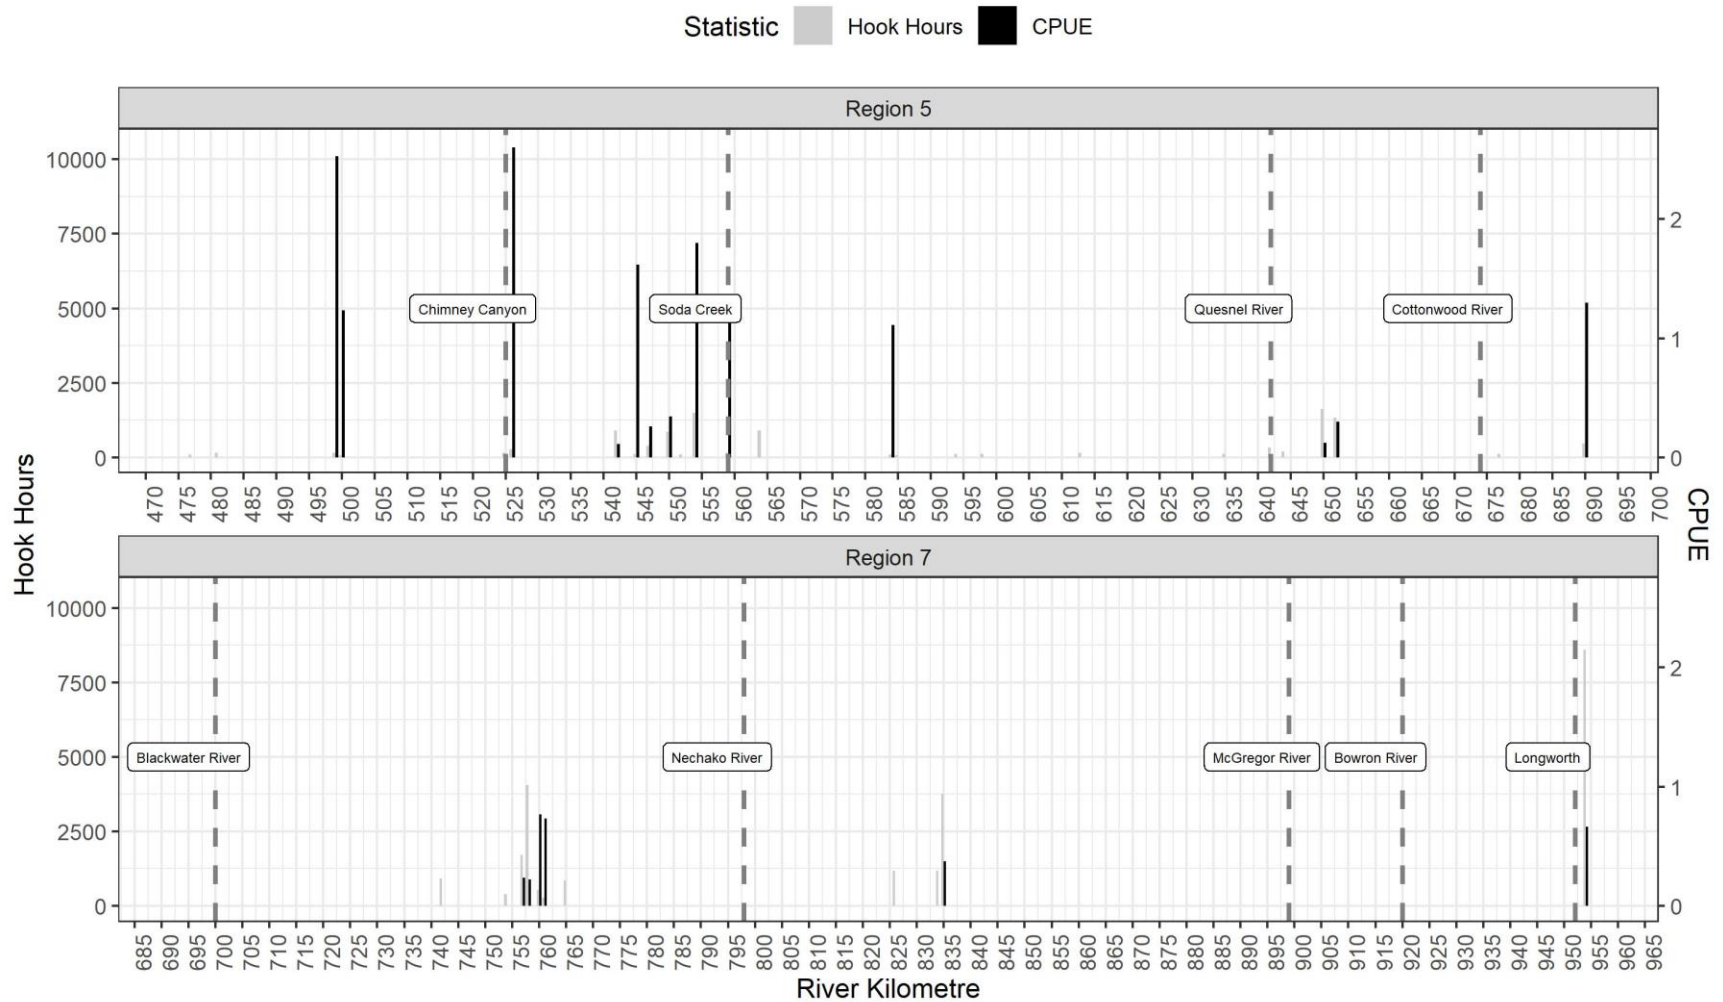 Statistic Hook Hours CPUE
Region 5
10000
7500
5000
2500
0
2
1
0
Chimney Canyon Soda Creek Quesnel River Cottonwood River
470 475 480 485 490 495 500 505 510 515 520 525 530 535 540 545 550 555 560 565 570 575 580 585 590 595 600 605 610 615 620 625 630 635 640 645 650 655 660 665 670 675 680 685 690 695 700
Hook Hours
CPUE
Region 7
10000
7500
5000
2500
0
2
1
0
Blackwater River Nechako River McGregor River Bowron River Longworth
685 690 695 700 705 710 715 720 725 730 735 740 745 750 755 760 765 770 775 780 785 790 795 800 805 810 815 820 825 830 835 840 845 850 855 860 865 870 875 880 885 890 895 900 905 910 915 920 925 930 935 940 945 950 955 960 965
River Kilometre